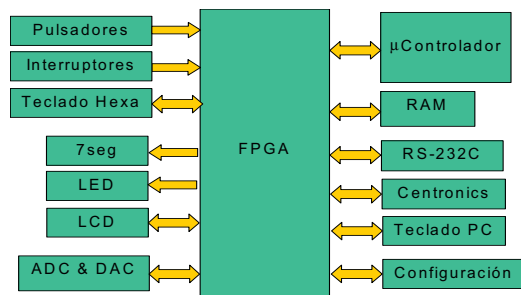 Pulsadores
Interruptores
Teclado Hexa
7seg
LED
LCD
ADC & DAC
FPGA
µControlador
RAM
RS-232C
Centronics
Teclado PC
Configuración